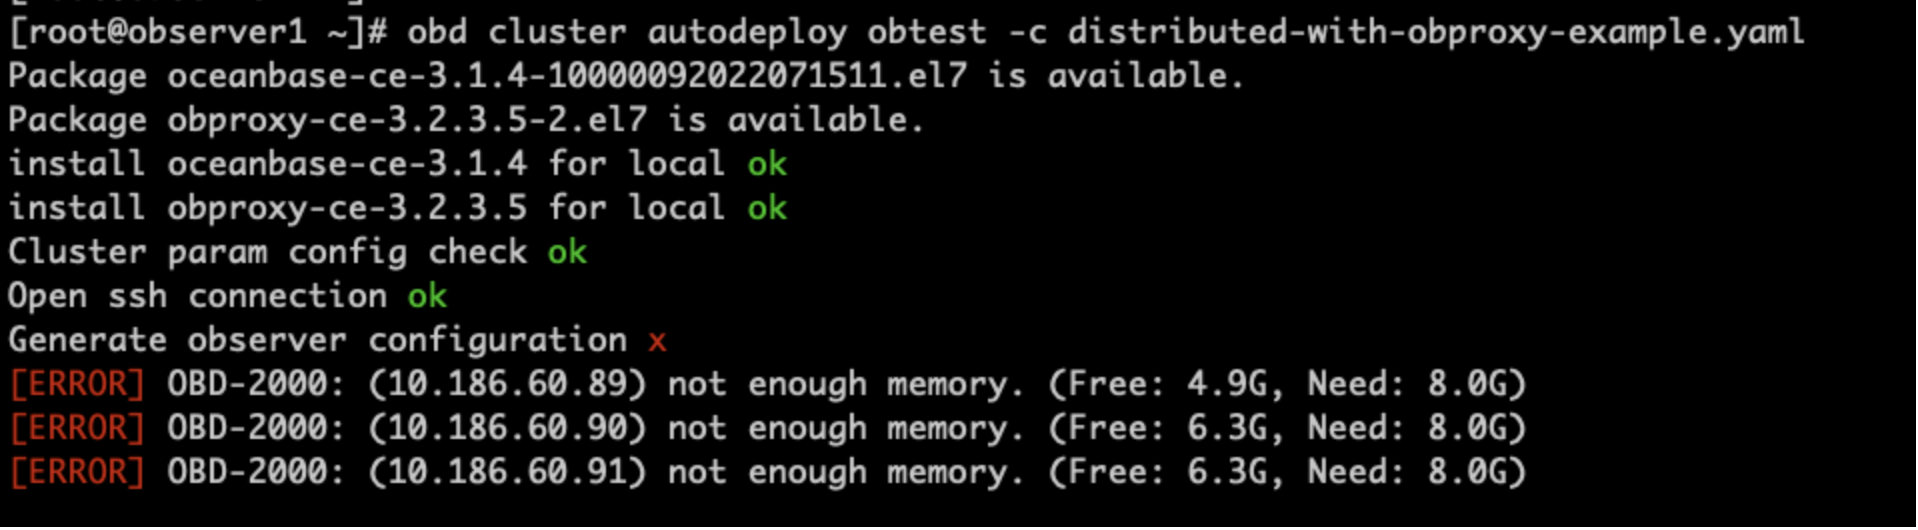 [root@observer1 ~]# obd cluster autodeploy obtest -c distributed-with-obproxy-example.yaml
Package oceanbase-ce-3.1.4-10000092022071511.el7 is available.
Package obproxy-ce-3.2.3.5-2.el7 is available.
install oceanbase-ce-3.1.4 for local ok
install obproxy-ce-3.2.3.5 for local ok
Cluster param config check ok
Open ssh connection ok
Generate observer configuration x
[ERROR] OBD-2000: (10.186.60.89) not enough memory. (Free: 4.9G, Need: 8.0G)
[ERROR] OBD-2000: (10.186.60.90) not enough memory. (Free: 6.3G, Need: 8.0G)
[ERROR] OBD-2000: (10.186.60.91) not enough memory. (Free: 6.3G, Need: 8.0G)